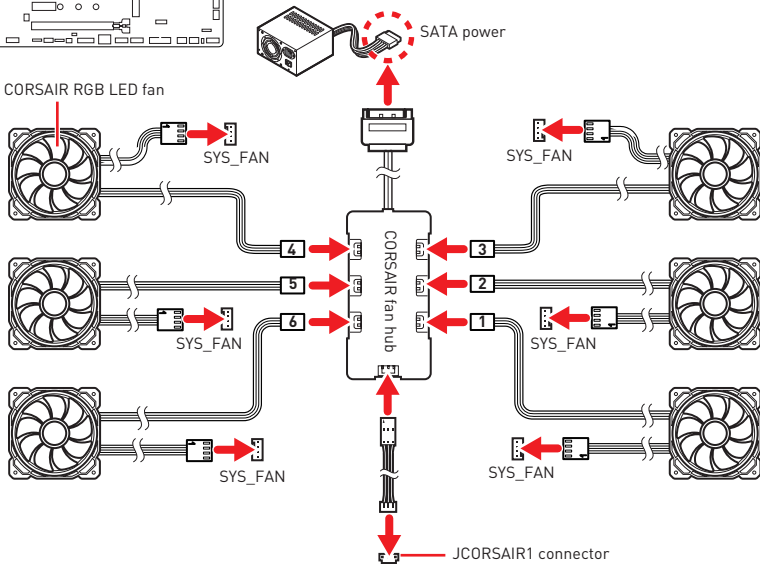 SATA power
CORSAIR RGB LED fan
SYS_FAN
SYS_FAN
4
3
CORSAIR fan hub
5
2
6
1
SYS_FAN
SYS_FAN
SYS_FAN
SYS_FAN
JCORSAIR1 connector